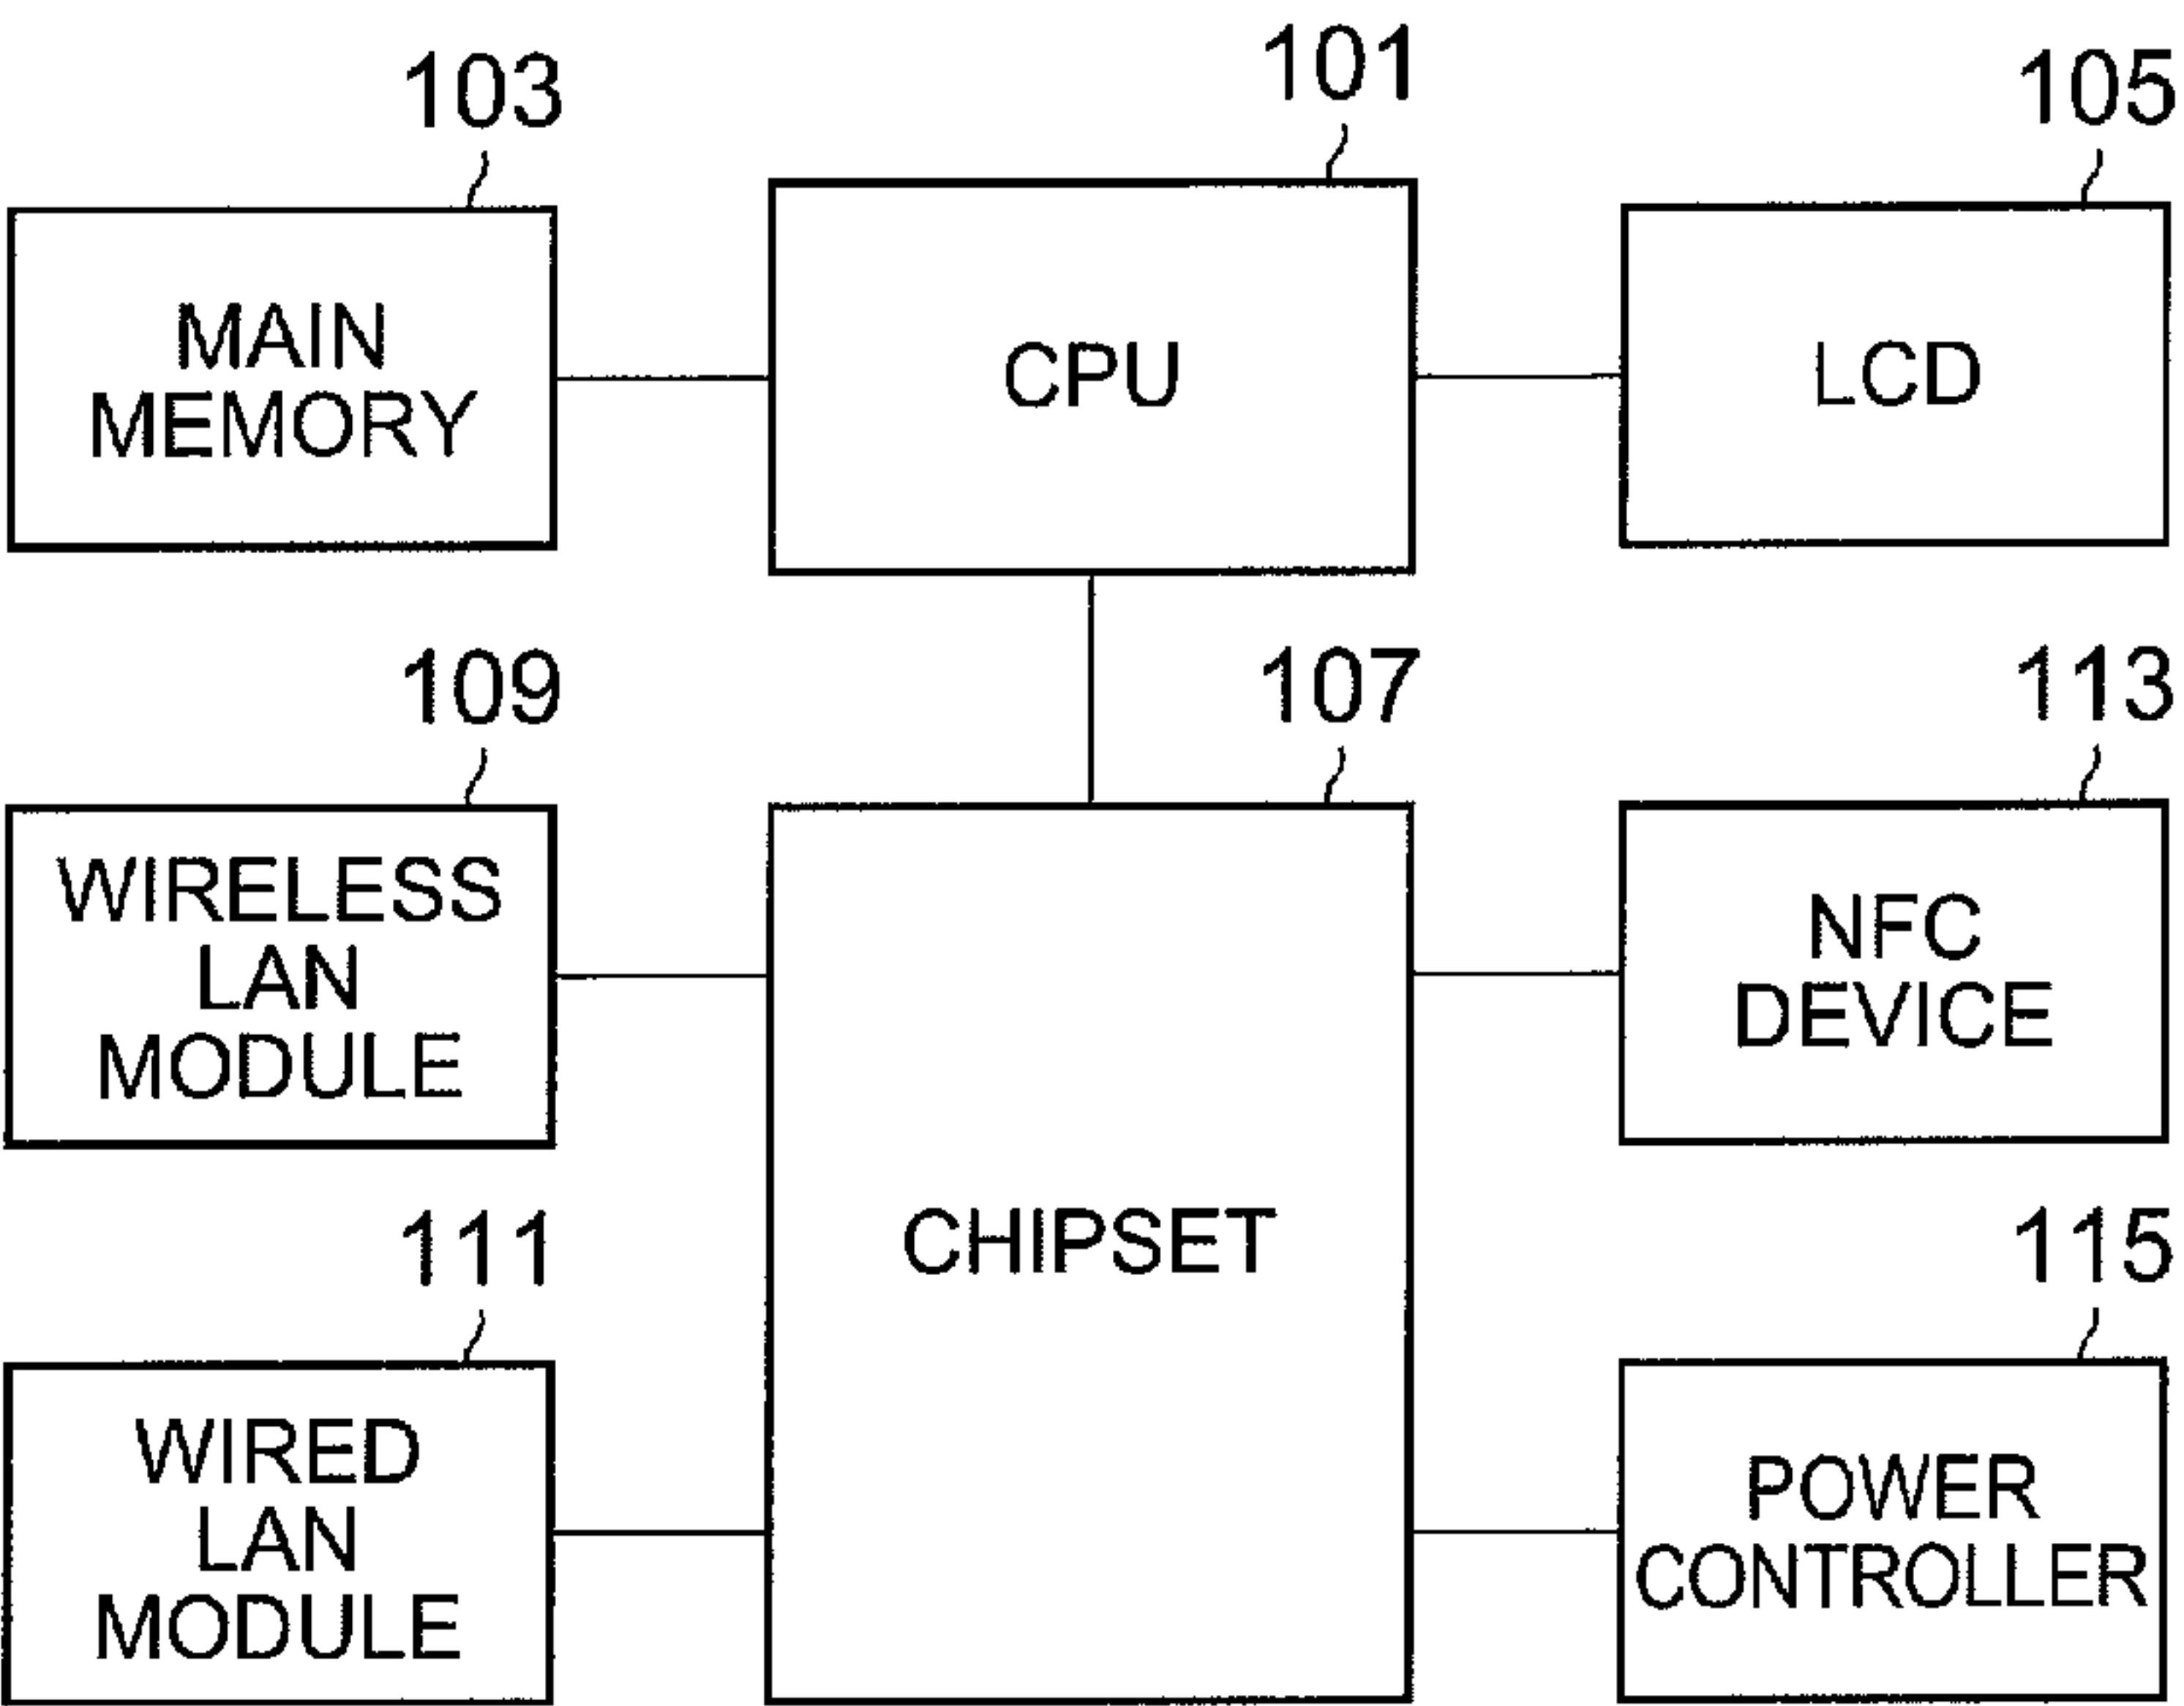 103
101
105
MAIN
MEMORY
CPU
LCD
109
107
113
WIRELESS
LAN
MODULE
CHIPSET
NFC
DEVICE
111
115
WIRED
LAN
MODULE
POWER
CONTROLLER